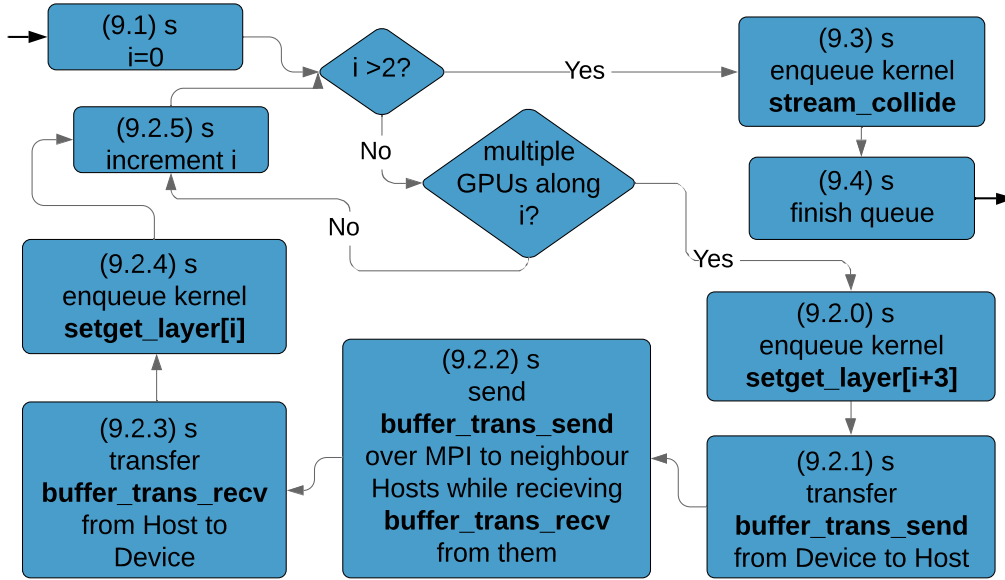 (9.1) s
i=0
i >2?
Yes
(9.3) s
enqueue kernel
stream_collide
(9.4) s
finish queue
No
multiple
GPUs along
i?
No
(9.2.5) s
increment i
Yes
(9.2.0) s
enqueue kernel
setget_layer[i+3]
(9.2.1) s
transfer
buffer_trans_send
from Device to Host
(9.2.2) s
send
buffer_trans_send
over MPI to neighbour
Hosts while recieving
buffer_trans_recv
from them
(9.2.3) s
transfer
buffer_trans_recv
from Host to
Device
(9.2.4) s
enqueue kernel
setget_layer[i]